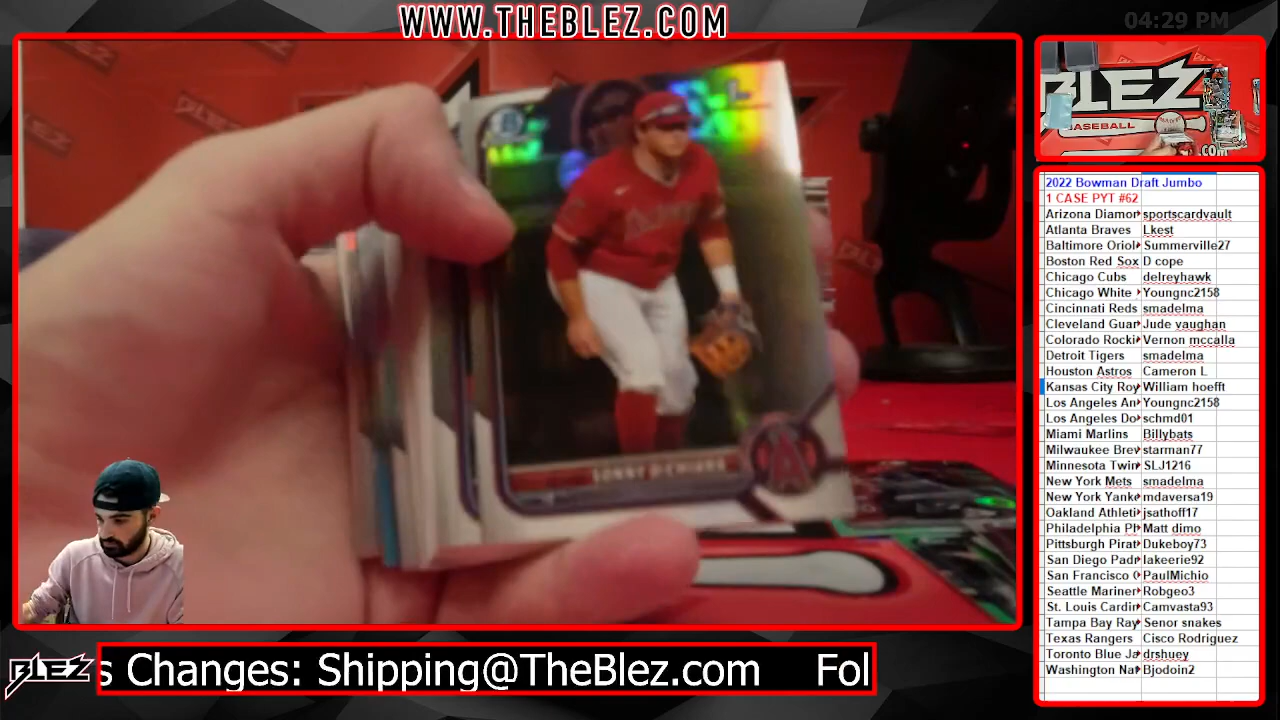 WWW.THEBLEZ.COM
04:29 PM
SONNY DICHIARA
BLEZ
BASEBALL
.COM
2022 Bowman Draft Jumbo
1 CASE PYT #62
Arizona Diamor sportscardvault
Atlanta Braves Lkest
Baltimore Oriol Summerville27
Boston Red Sox D cope
Chicago Cubs delreyhawk
Chicago White Youngnc2158
Cincinnati Reds smadelma
Cleveland Guar Jude vaughan
Colorado Rocki Vernon mccalla
Detroit Tigers smadelma
Houston Astros Cameron L
Kansas City Roy William hoefft
Los Angeles An Youngnc2158
Los Angeles Do schmd01
Miami Marlins Billybats
Milwaukee Brev starman77
Minnesota Twin SLJ1216
New York Mets smadelma
New York Yanke mdaversa19
Oakland Athleti jsathoff17
Philadelphia Pl Matt dimo
Pittsburgh Pirat Dukeboy73
San Diego Padr lakeerie92
San Francisco G PaulMichio
Seattle Mariner Robgeo3
St. Louis Cardin Camvasta93
Tampa Bay Ray Senor snakes
Texas Rangers Cisco Rodriguez
Toronto Blue Ja drshuey
Washington Nat Bjodoin2
BLEZ
s Changes: Shipping@TheBlez.com Fol